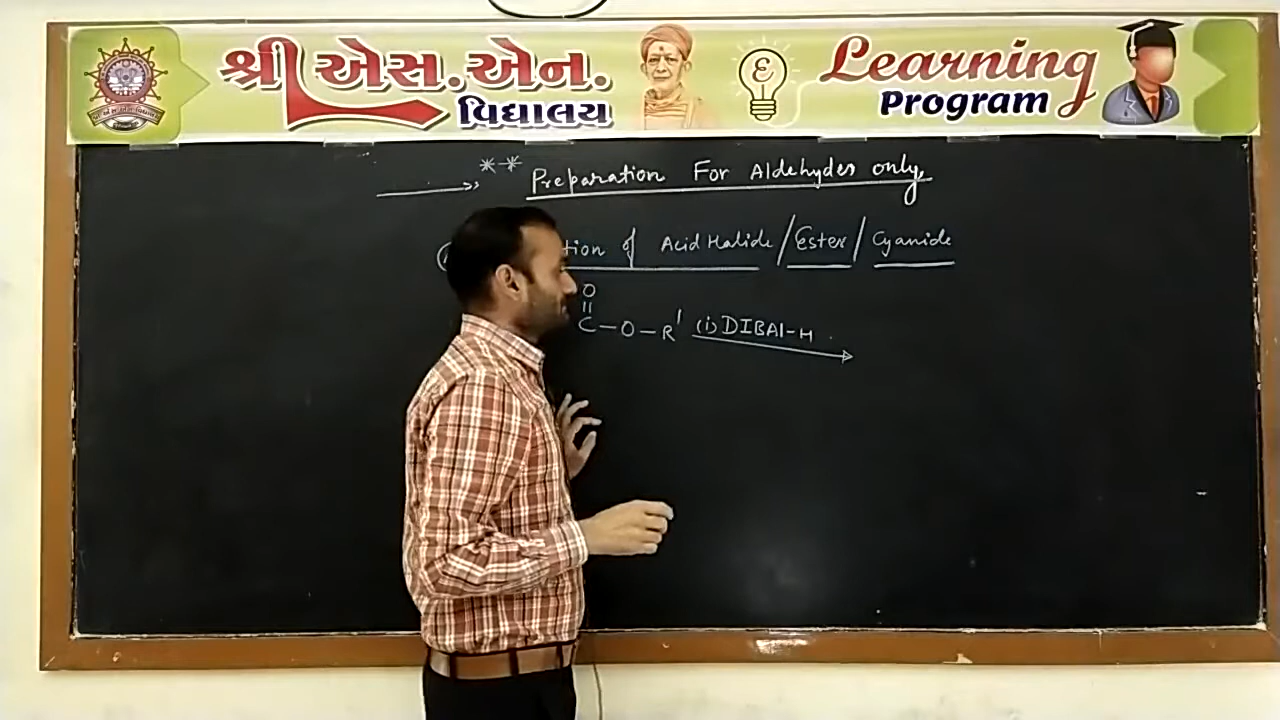 શ્રી એસ.એન.
વિદ્યાલય
Learning
Program
** Preparation For Aldehydes only,
tion of Acid Halide / Ester / Cyanide
O
C-O-R' (i) DIBAl-H